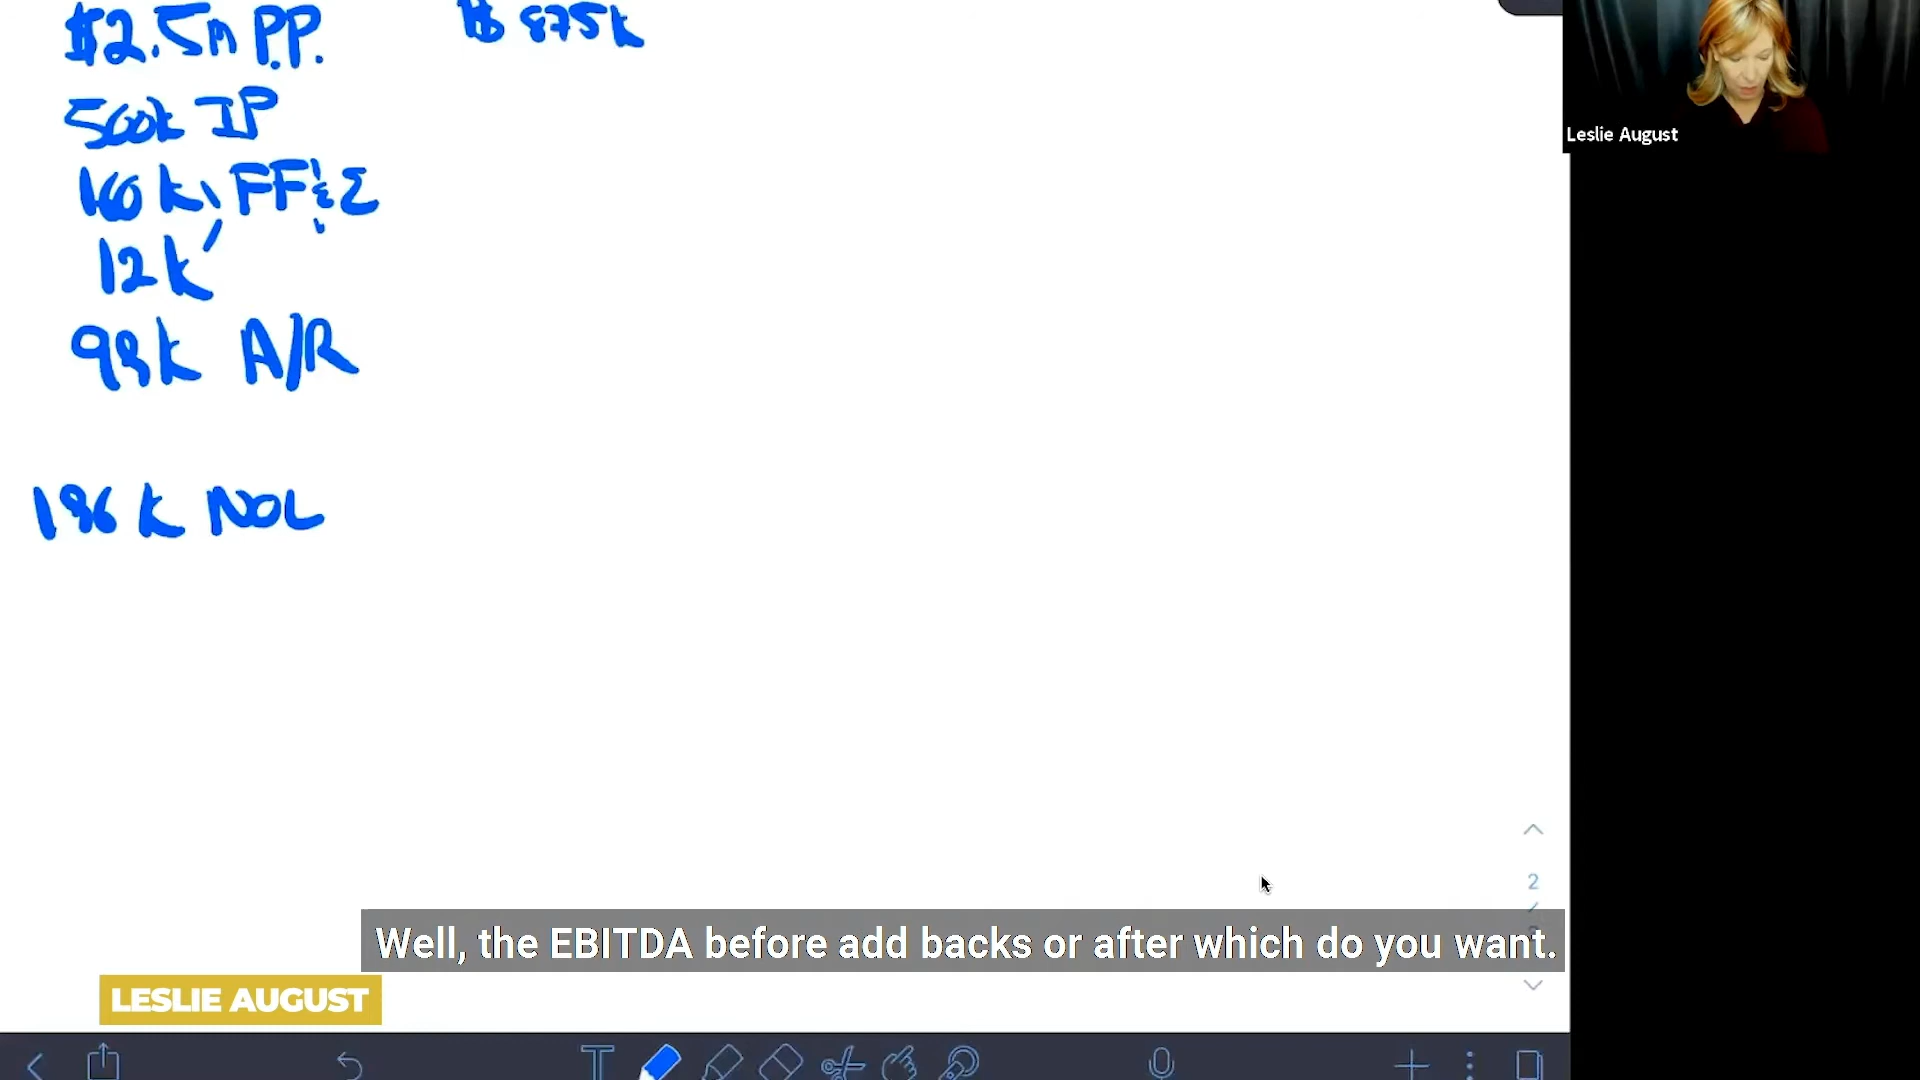 $2.5m P.P. 875k
500k IP
160k, FF&E
12k
98k A/R
196k NOL
Leslie August
2
Well, the EBITDA before add backs or after which do you want.
LESLIE AUGUST
T